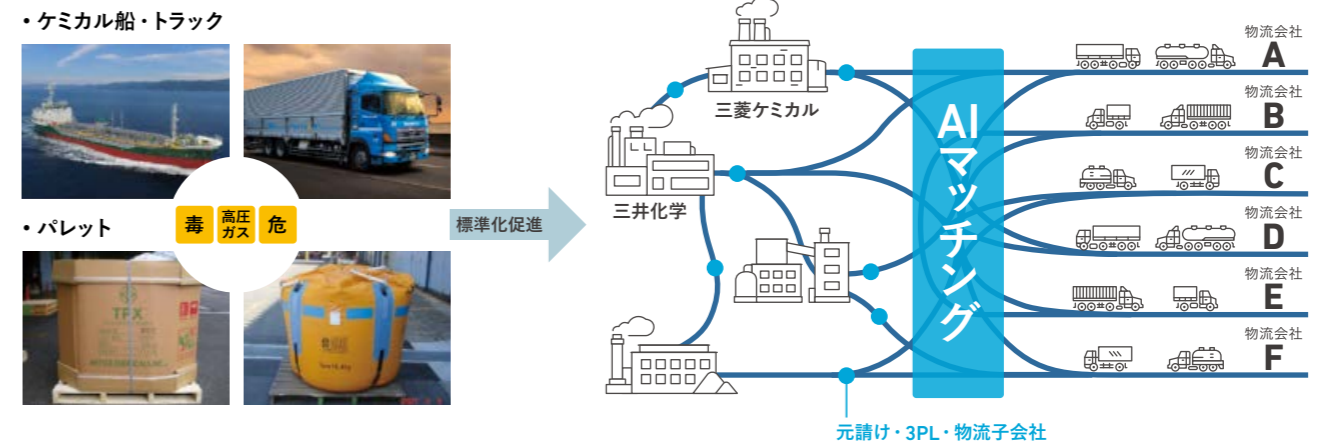 ・ケミカル船・トラック
・パレット
毒
高圧
ガス
危
TPX
標準化促進
三菱ケミカル
三井化学
AIマッチング
物流会社
A
物流会社
B
物流会社
C
物流会社
D
物流会社
E
物流会社
F
元請け・3PL・物流子会社